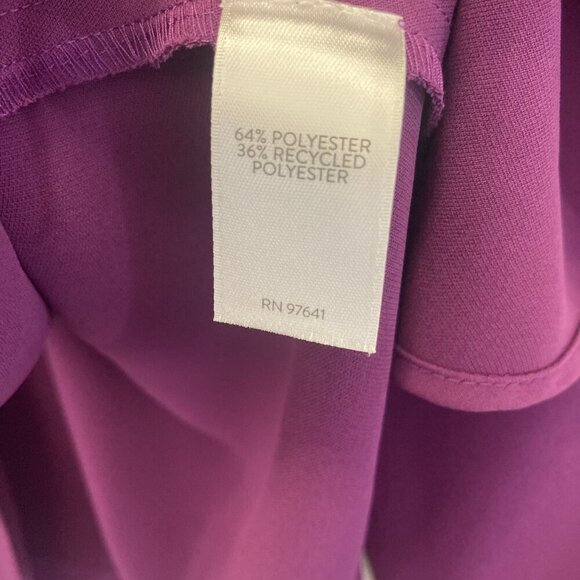 64% POLYESTER
36% RECYCLED
POLYESTER
RN 97641